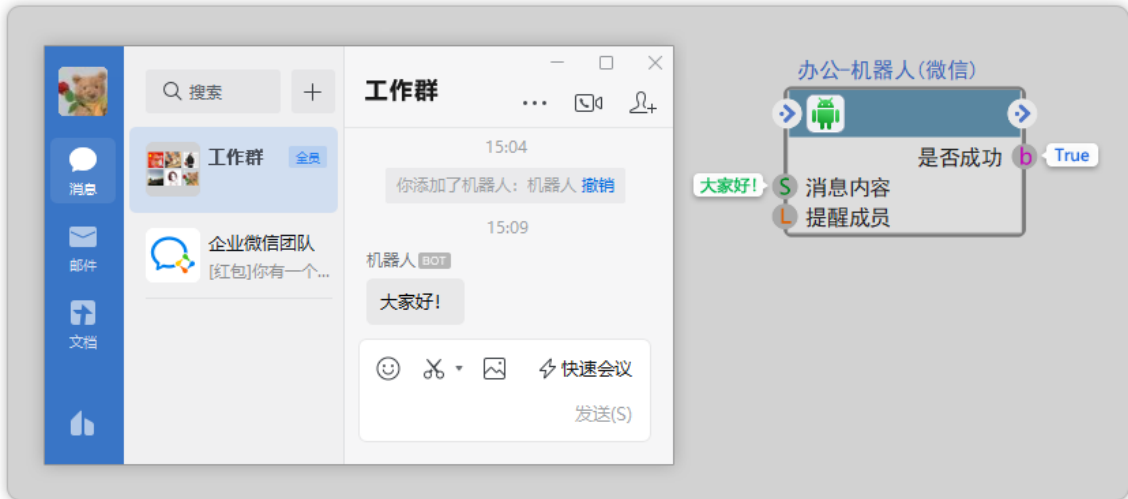 搜索
消息
邮件
文档
工作群 全员
企业微信团队
[红包]你有一个...
工作群
15:04
你添加了机器人：机器人 撤销
15:09
机器人 BOT
大家好!
快速会议
发送(S)
办公-机器人(微信)
是否成功 b True
大家好! S 消息内容
L 提醒成员